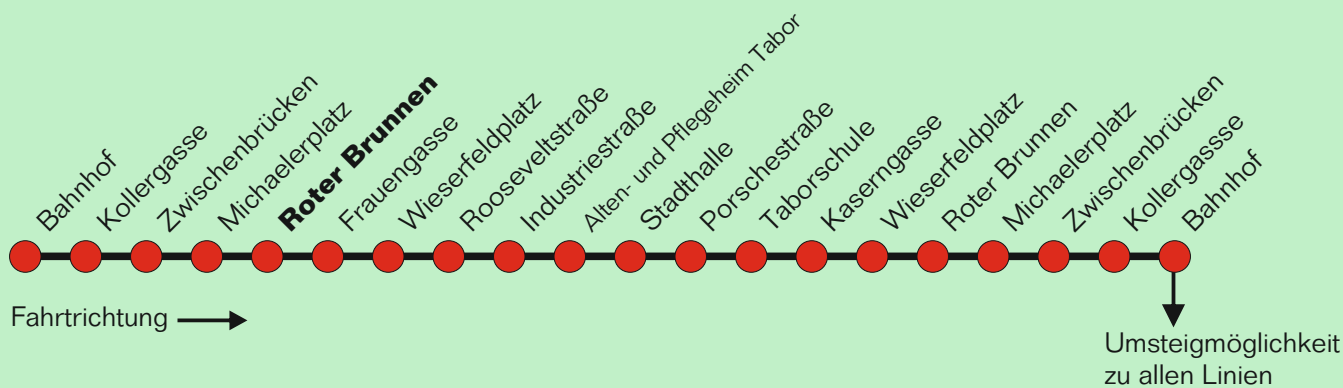 Bahnhof
Kollergasse
Zwischenbrücken
Michaelerplatz
Roter Brunnen
Frauengasse
Wieserfeldplatz
Rooseveltstraße
Industriestraße
Alten- und Pflegeheim Tabor
Stadthalle
Porschestraße
Taborschule
Kaserngasse
Wieserfeldplatz
Roter Brunnen
Michaelerplatz
Zwischenbrücken
Kollergassse
Bahnhof
Fahrtrichtung
Umsteigmöglichkeit
zu allen Linien